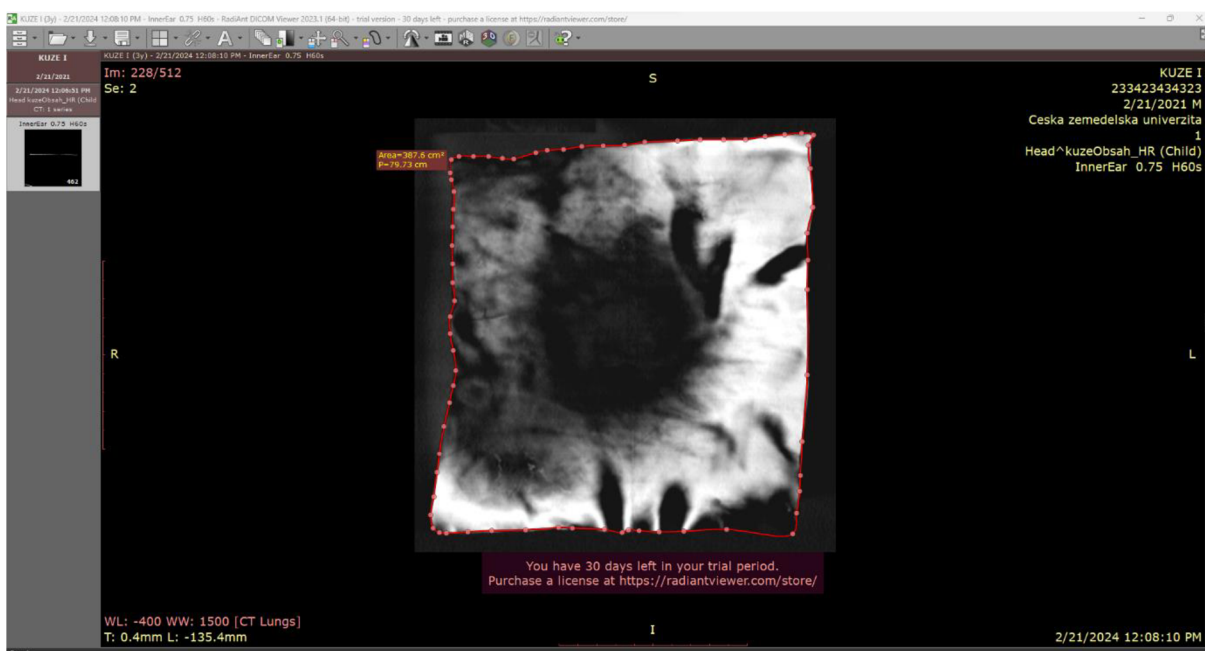 KUZE I (3y) - 2/21/2024 12:08:10 PM - InnerEar 0.75 H60s - RadiAnt DICOM Viewer 2023.1 (64-bit) - trial version - 30 days left - purchase a license at https://radiantviewer.com/store/
KUZE I
2/21/2021
2/21/2024 12:06:51 PM
Head kuzeObsah_HR (Child
CT: 1 series
InnerEar 0.75 H60s
462
KUZE I (3y) - 2/21/2024 12:08:10 PM - InnerEar 0.75 H60s
Im: 228/512
Se: 2
S
KUZE I
233423434323
2/21/2021 M
Ceska zemedelska univerzita
1
Head^kuzeObsah_HR (Child)
InnerEar 0.75 H60s
Area=387.6 cm²
P=79.73 cm
R
L
You have 30 days left in your trial period.
Purchase a license at https://radiantviewer.com/store/
WL: -400 WW: 1500 [CT Lungs]
T: 0.4mm L: -135.4mm
I
2/21/2024 12:08:10 PM